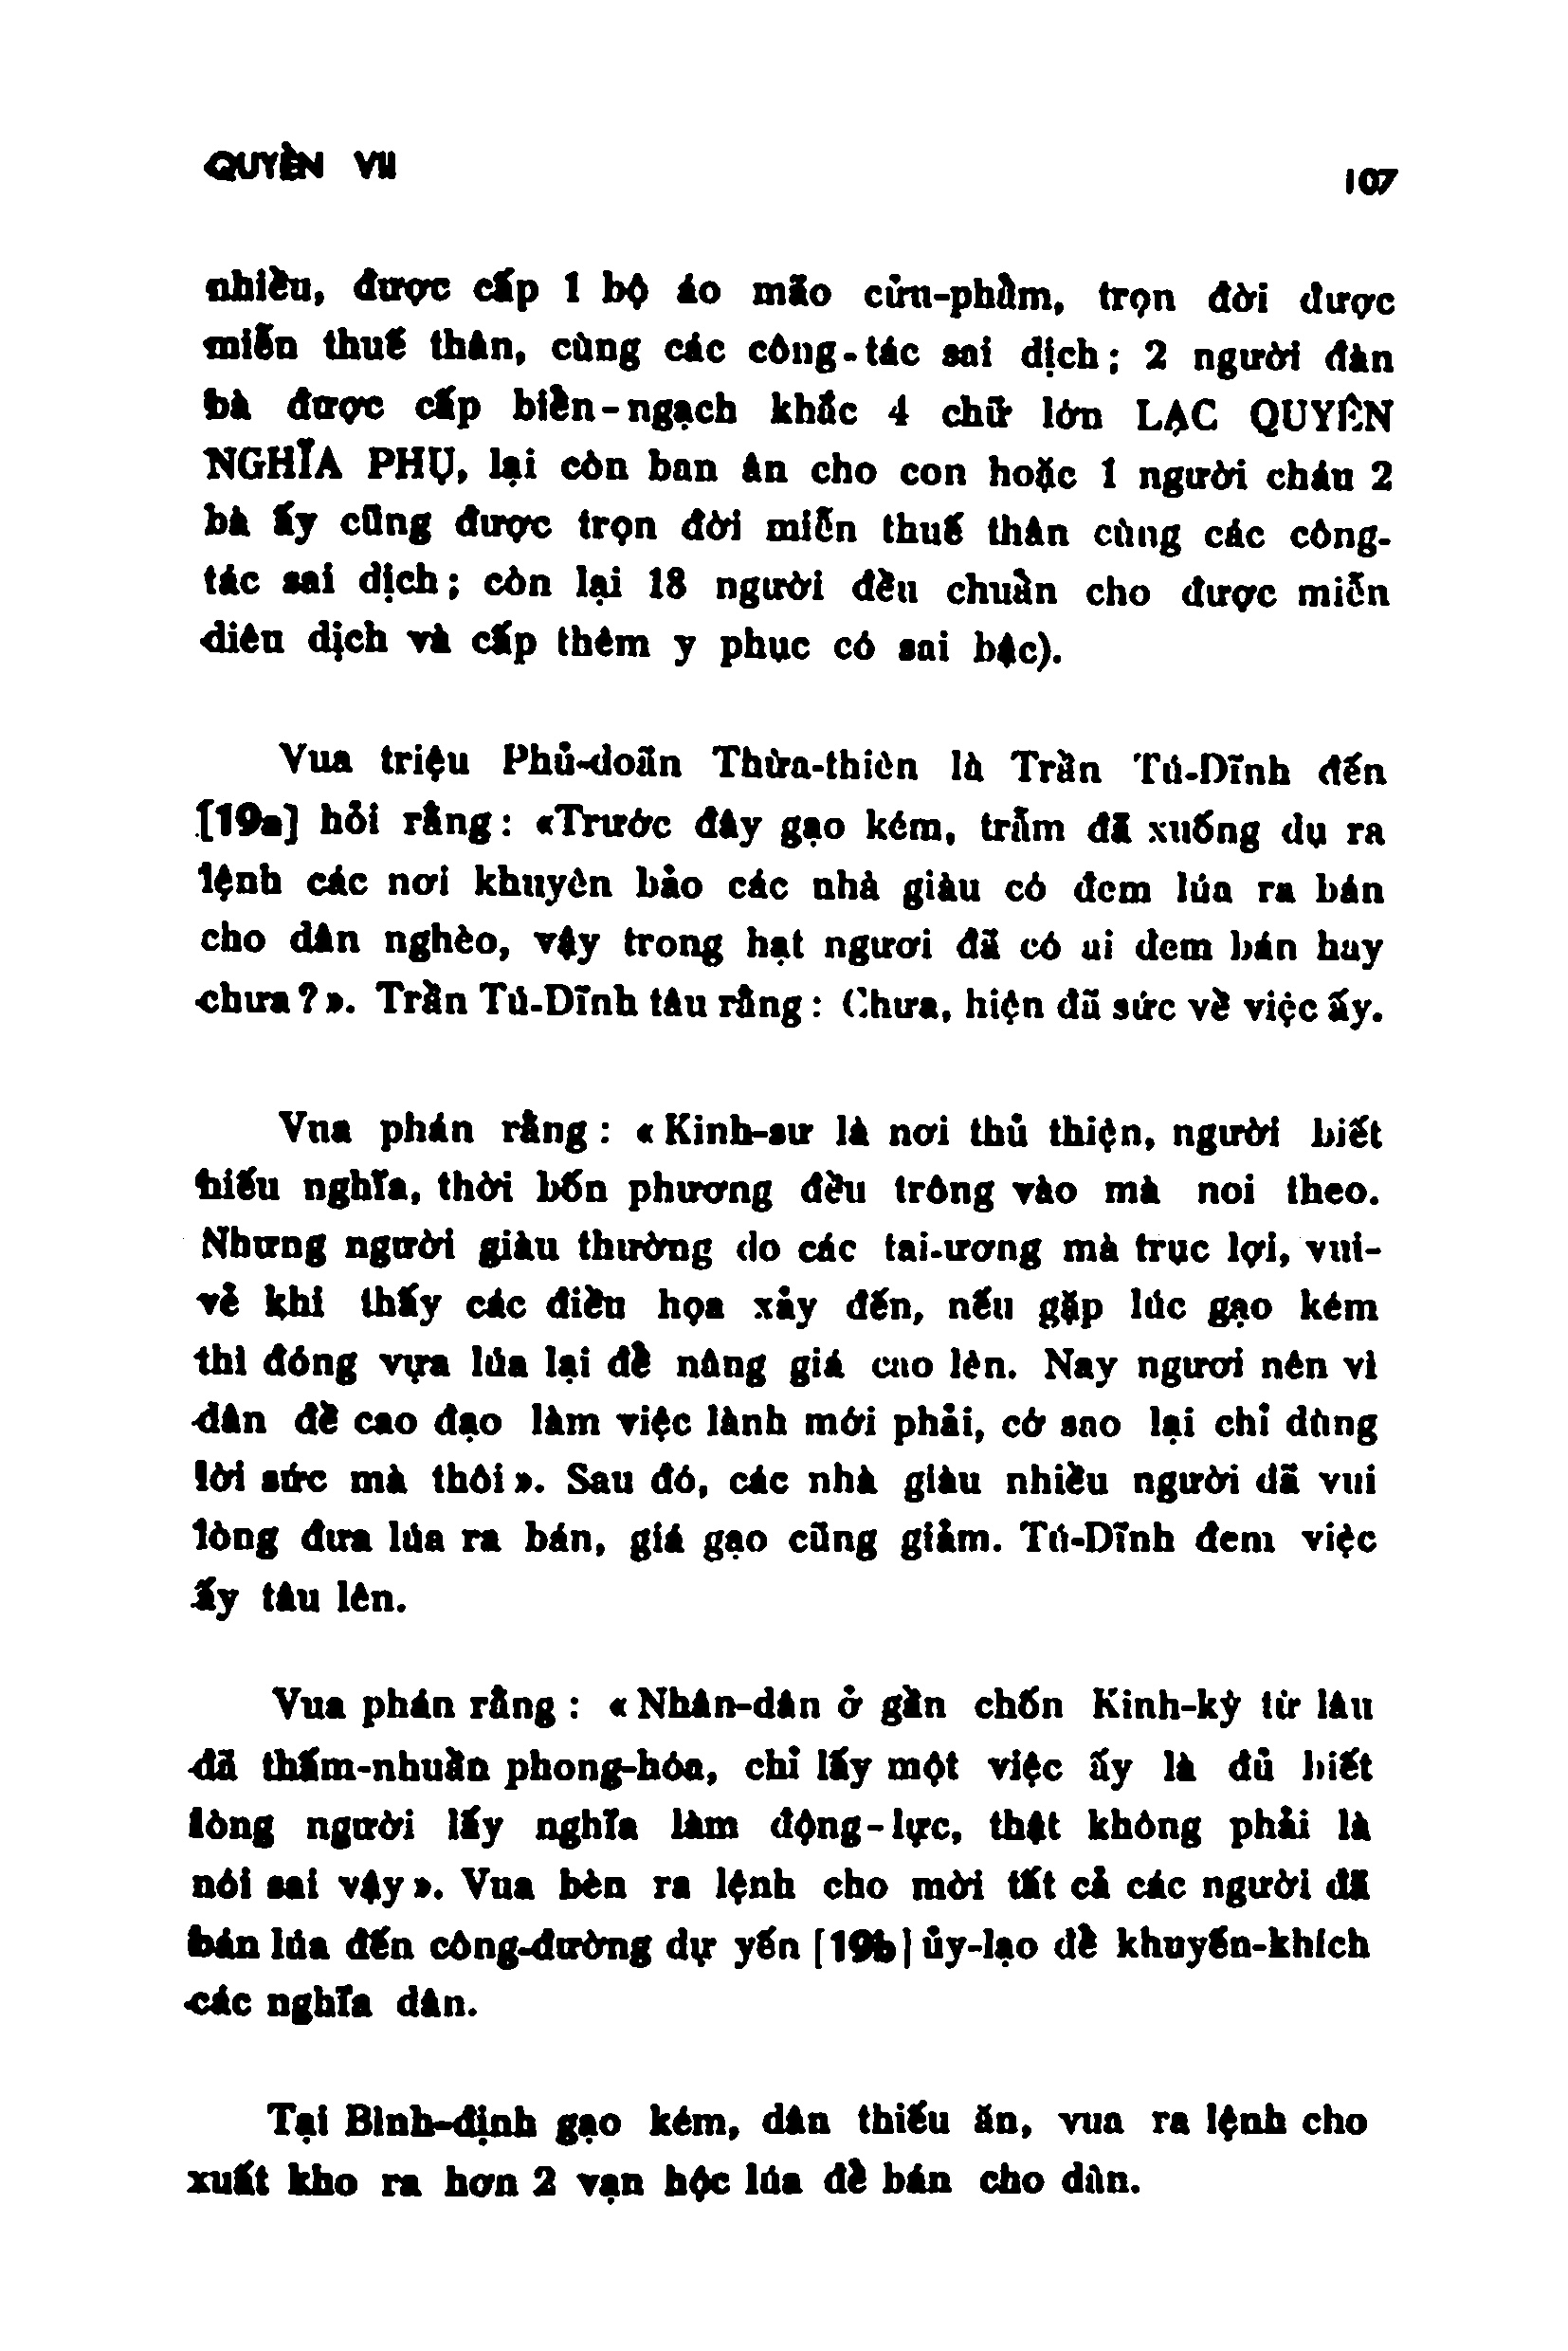 QUYỂN VII
107
nhiều, được cấp 1 bộ áo mão cửu-phẩm, trọn đời được
miễn thuế thân, cùng các công-tác sai dịch; 2 người đàn
bà được cấp biển-ngạch khắc 4 chữ lớn LẠC QUYÊN
NGHĨA PHỤ, lại còn ban ân cho con hoặc 1 người cháu 2
bà ấy cũng được trọn đời miễn thuế thân cùng các công-
tác sai dịch; còn lại 18 người đều chuẩn cho được miễn
diêu dịch và cấp thêm y phục có sai bậc).
Vua triệu Phủ-doãn Thừa-thiên là Trần Tú-Dĩnh đến
[19a] hỏi rằng: «Trước đây gạo kém, trẫm đã xuống dụ ra
lệnh các nơi khuyên bảo các nhà giàu có đem lúa ra bán
cho dân nghèo, vậy trong hạt ngươi đã có ai đem bán hay
chưa?». Trần Tú-Dĩnh tâu rằng: Chưa, hiện đã sức về việc ấy.
Vua phán rằng: «Kinh-sư là nơi thủ thiện, người biết
hiếu nghĩa, thời bốn phương đều trông vào mà noi theo.
Nhưng người giàu thường do các tai-ương mà trục lợi, vui-
vẻ khi thấy các điều họa xảy đến, nếu gặp lúc gạo kém
thì đóng vựa lúa lại để nâng giá cao lên. Nay ngươi nên vì
dân đề cao đạo làm việc lành mới phải, cớ sao lại chỉ dùng
lời sức mà thôi». Sau đó, các nhà giàu nhiều người đã vui
lòng đưa lúa ra bán, giá gạo cũng giảm. Tú-Dĩnh đem việc
ấy tâu lên.
Vua phán rằng: «Nhân-dân ở gần chốn Kinh-kỳ từ lâu
đã thấm-nhuần phong-hóa, chỉ lấy một việc ấy là đủ biết
lòng người lấy nghĩa làm động-lực, thật không phải là
nói sai vậy». Vua bèn ra lệnh cho mời tất cả các người đã
bán lúa đến công-đường dự yến [19b] ủy-lạo để khuyến-khích
các nghĩa dân.
Tại Bình-định gạo kém, dân thiếu ăn, vua ra lệnh cho
xuất kho ra hơn 2 vạn hộc lúa để bán cho dân.